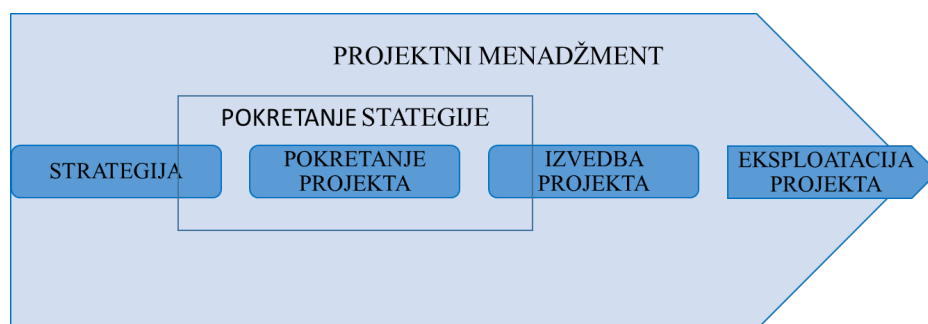 PROJEKTNI MENADŽMENT
POKRETANJE STATEGIJE
STRATEGIJA
POKRETANJE
PROJEKTA
IZVEDBA
PROJEKTA
EKSPLOATACIJA
PROJEKTA